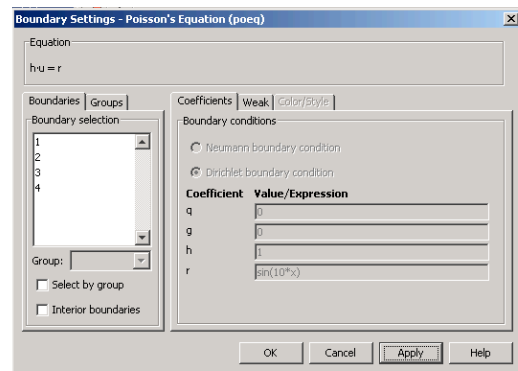 Boundary Settings - Poisson's Equation (poeq)
Equation
h·u = r
Boundaries Groups
Boundary selection
1
2
3
4
Group:
Select by group
Interior boundaries
Coefficients Weak Color/Style
Boundary conditions
Neumann boundary condition
Dirichlet boundary condition
Coefficient Value/Expression
q 0
g 0
h 1
r sin(10*x)
OK Cancel Apply Help